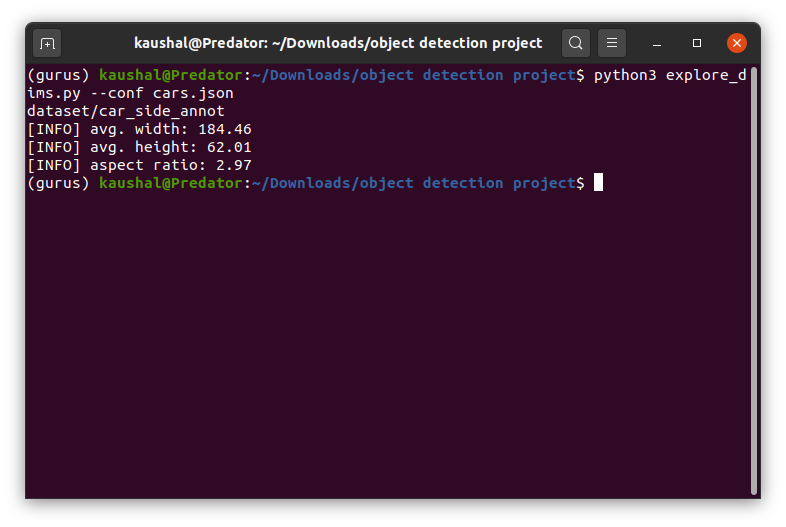 kaushal@Predator: ~/Downloads/object detection project
(gurus) kaushal@Predator:~/Downloads/object detection project$ python3 explore_d
ims.py --conf cars.json
dataset/car_side_annot
[INFO] avg. width: 184.46
[INFO] avg. height: 62.01
[INFO] aspect ratio: 2.97
(gurus) kaushal@Predator:~/Downloads/object detection project$